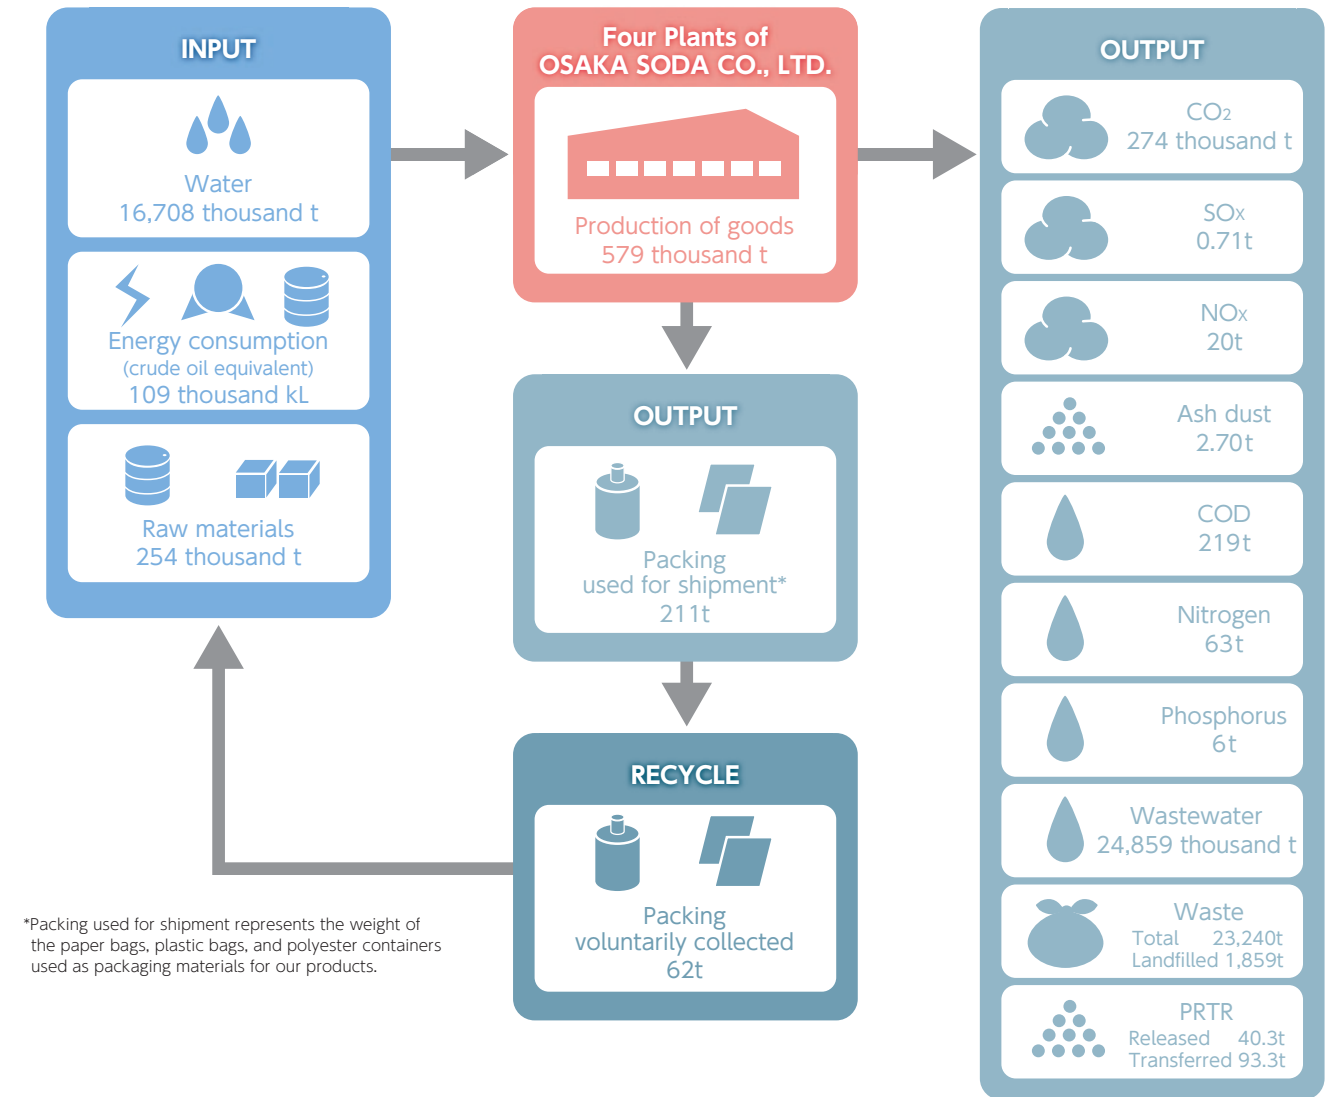 INPUT
Water
16,708 thousand t
Energy consumption
(crude oil equivalent)
109 thousand kL
Raw materials
254 thousand t
Four Plants of
OSAKA SODA CO., LTD.
Production of goods
579 thousand t
OUTPUT
Packing
used for shipment*
211t
RECYCLE
Packing
voluntarily collected
62t
OUTPUT
CO2
274 thousand t
SOX
0.71t
NOX
20t
Ash dust
2.70t
COD
219t
Nitrogen
63t
Phosphorus
6t
Wastewater
24,859 thousand t
Waste
Total 23,240t
Landfilled 1,859t
PRTR
Released 40.3t
Transferred 93.3t
*Packing used for shipment represents the weight of
the paper bags, plastic bags, and polyester containers
used as packaging materials for our products.